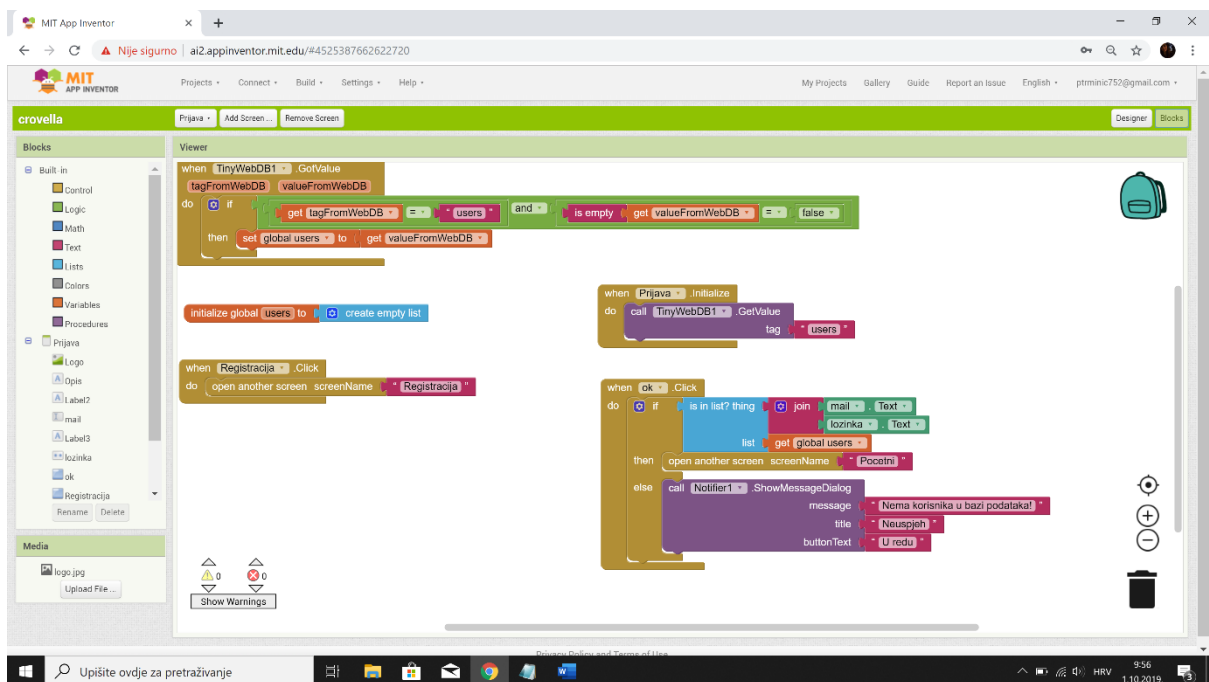 MIT App Inventor
Nije sigurno | ai2.appinventor.mit.edu/#4525387662622720
MIT
APP INVENTOR
Projects Connect Build Settings Help My Projects Gallery Guide Report an Issue English ptrminic752@gmail.com
crovella Prijava Add Screen ... Remove Screen Designer Blocks
Blocks
Built-in
Control
Logic
Math
Text
Lists
Colors
Variables
Procedures
Prijava
Logo
Opis
Label2
mail
Label3
lozinka
ok
Registracija
Rename Delete
Media
logo.jpg
Upload File ...
Viewer
when TinyWebDB1 .GotValue
tagFromWebDB valueFromWebDB
do if get tagFromWebDB = " users " and is empty get valueFromWebDB = false
then set global users to get valueFromWebDB
initialize global users to create empty list
when Registracija .Click
do open another screen screenName " Registracija "
when Prijava .Initialize
do call TinyWebDB1 .GetValue
tag " users "
when ok .Click
do if is in list? thing join mail . Text
lozinka . Text
list get global users
then open another screen screenName " Pocetni "
else call Notifier1 .ShowMessageDialog
message " Nema korisnika u bazi podataka! "
title " Neuspjeh "
buttonText " U redu "
0 0
Show Warnings
Privacy Policy and Terms of Use
Upišite ovdje za pretraživanje
HRV
9:56
1.10.2019.
3